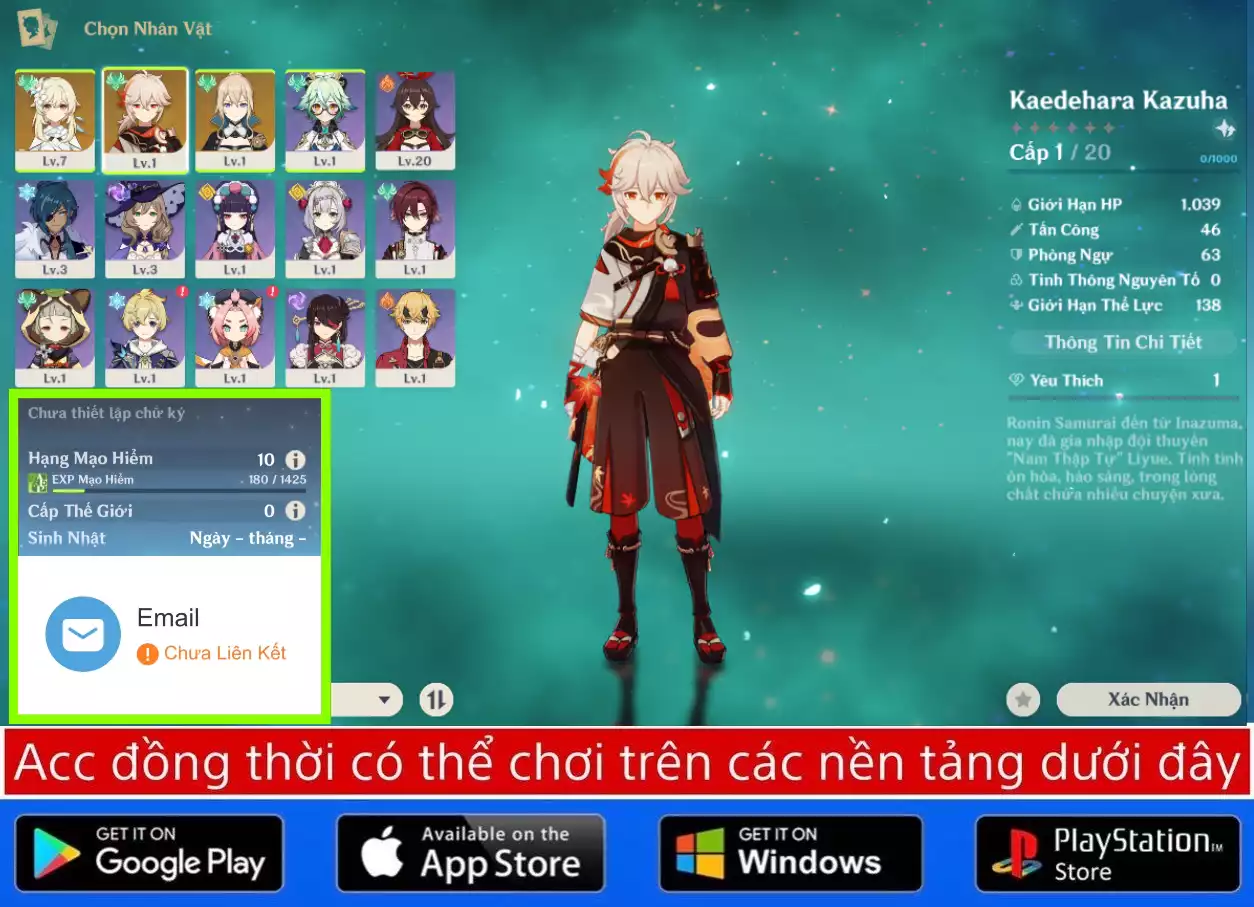 Chọn Nhân Vật
Lv.7
Lv.1
Lv.1
Lv.1
Lv.20
Lv.3
Lv.3
Lv.1
Lv.1
Lv.1
Lv.1
Lv.1
Lv.1
Lv.1
Lv.1
Chưa thiết lập chữ ký
Hạng Mạo Hiểm 10
EXP Mạo Hiểm 180 / 1425
Cấp Thế Giới 0
Sinh Nhật Ngày - tháng -
Email
Chưa Liên Kết
Kaedehara Kazuha
Cấp 1 / 20
0/1000
Giới Hạn HP 1.039
Tấn Công 46
Phòng Ngự 63
Tinh Thông Nguyên Tố 0
Giới Hạn Thể Lực 138
Thông Tin Chi Tiết
Yêu Thích 1
Ronin Samurai đến từ Inazuma,
nay đã gia nhập đội thuyền
"Nam Thập Tự" Liyue. Tính tình
ôn hòa, hào sảng, trong lòng
chất chứa nhiều chuyện xưa.
Xác Nhận
Acc đồng thời có thể chơi trên các nền tảng dưới đây
GET IT ON
Google Play
Available on the
App Store
GET IT ON
Windows
PlayStation™
Store